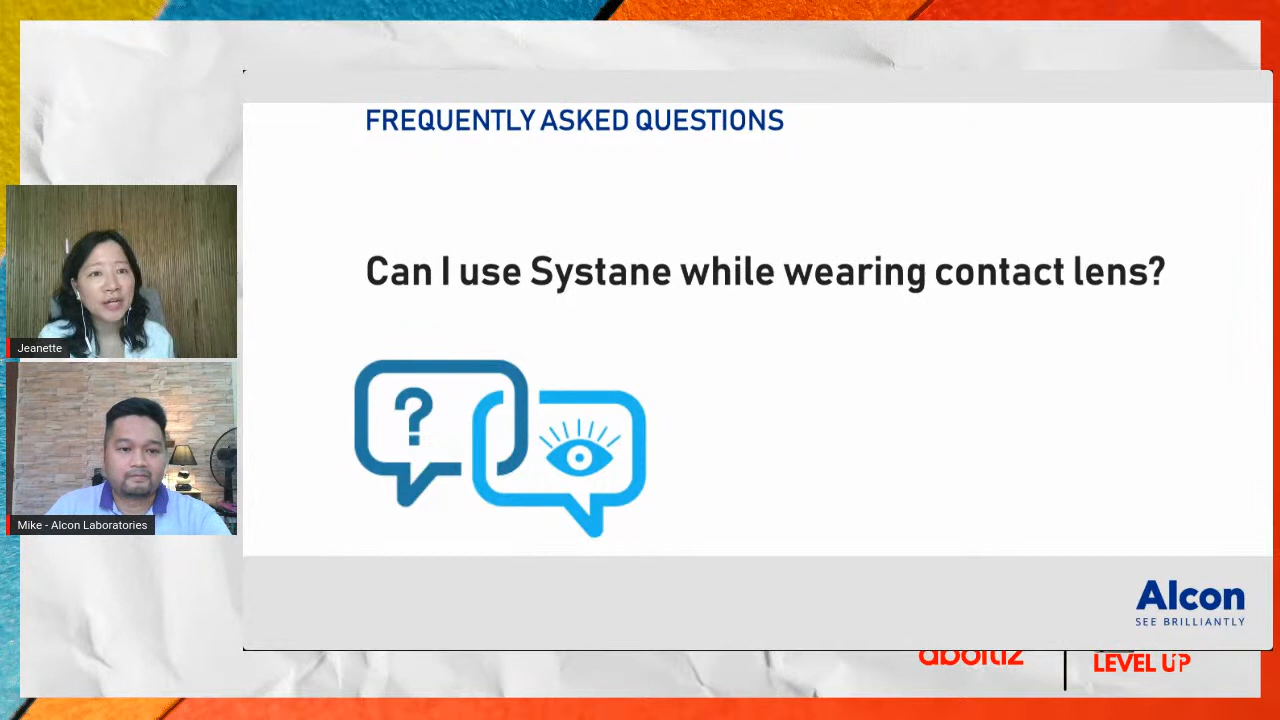 FREQUENTLY ASKED QUESTIONS
Can I use Systane while wearing contact lens?
?
Jeanette
Mike - Alcon Laboratories
Alcon
SEE BRILLIANTLY
aboitiz
LEVEL UP